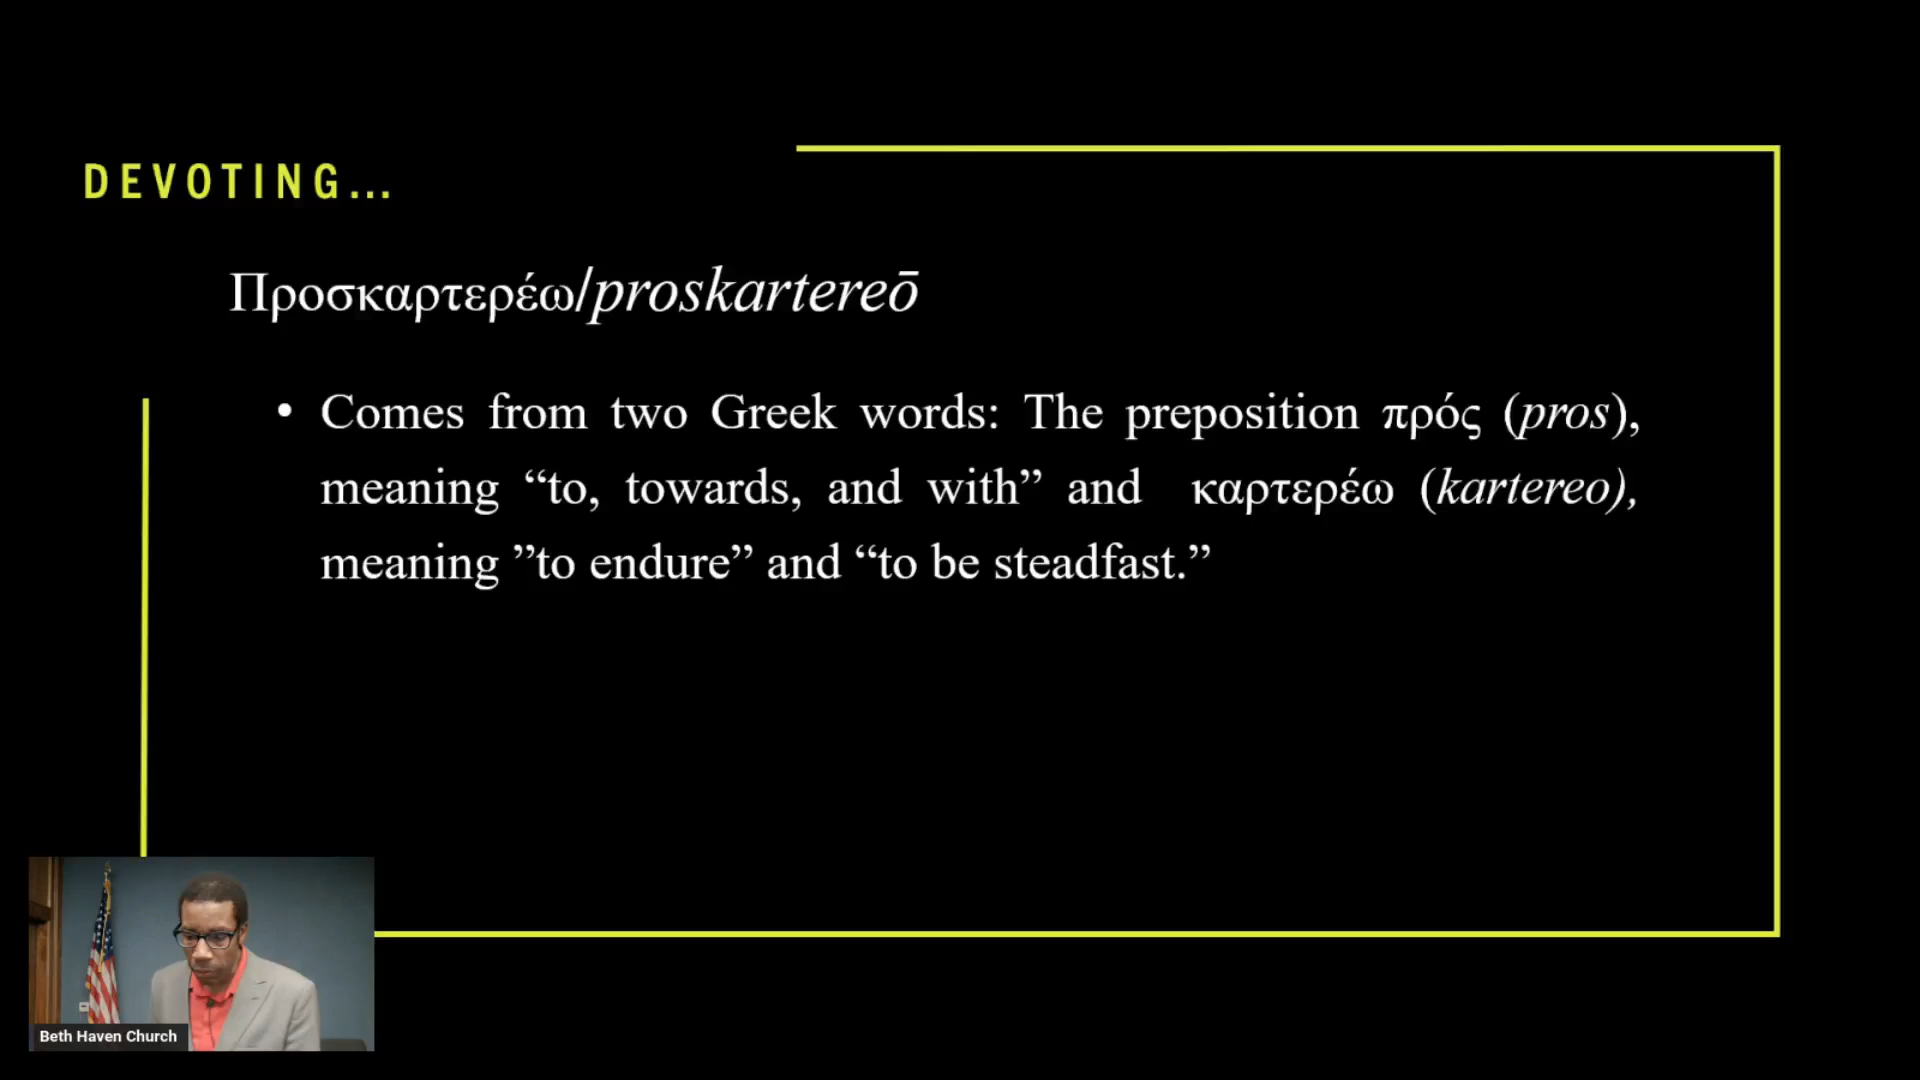 DEVOTING...
Προσκαρτερέω/proskartereō
• Comes from two Greek words: The preposition πρός (pros),
meaning “to, towards, and with” and καρτερέω (kartereo),
meaning ”to endure” and “to be steadfast.”
Beth Haven Church